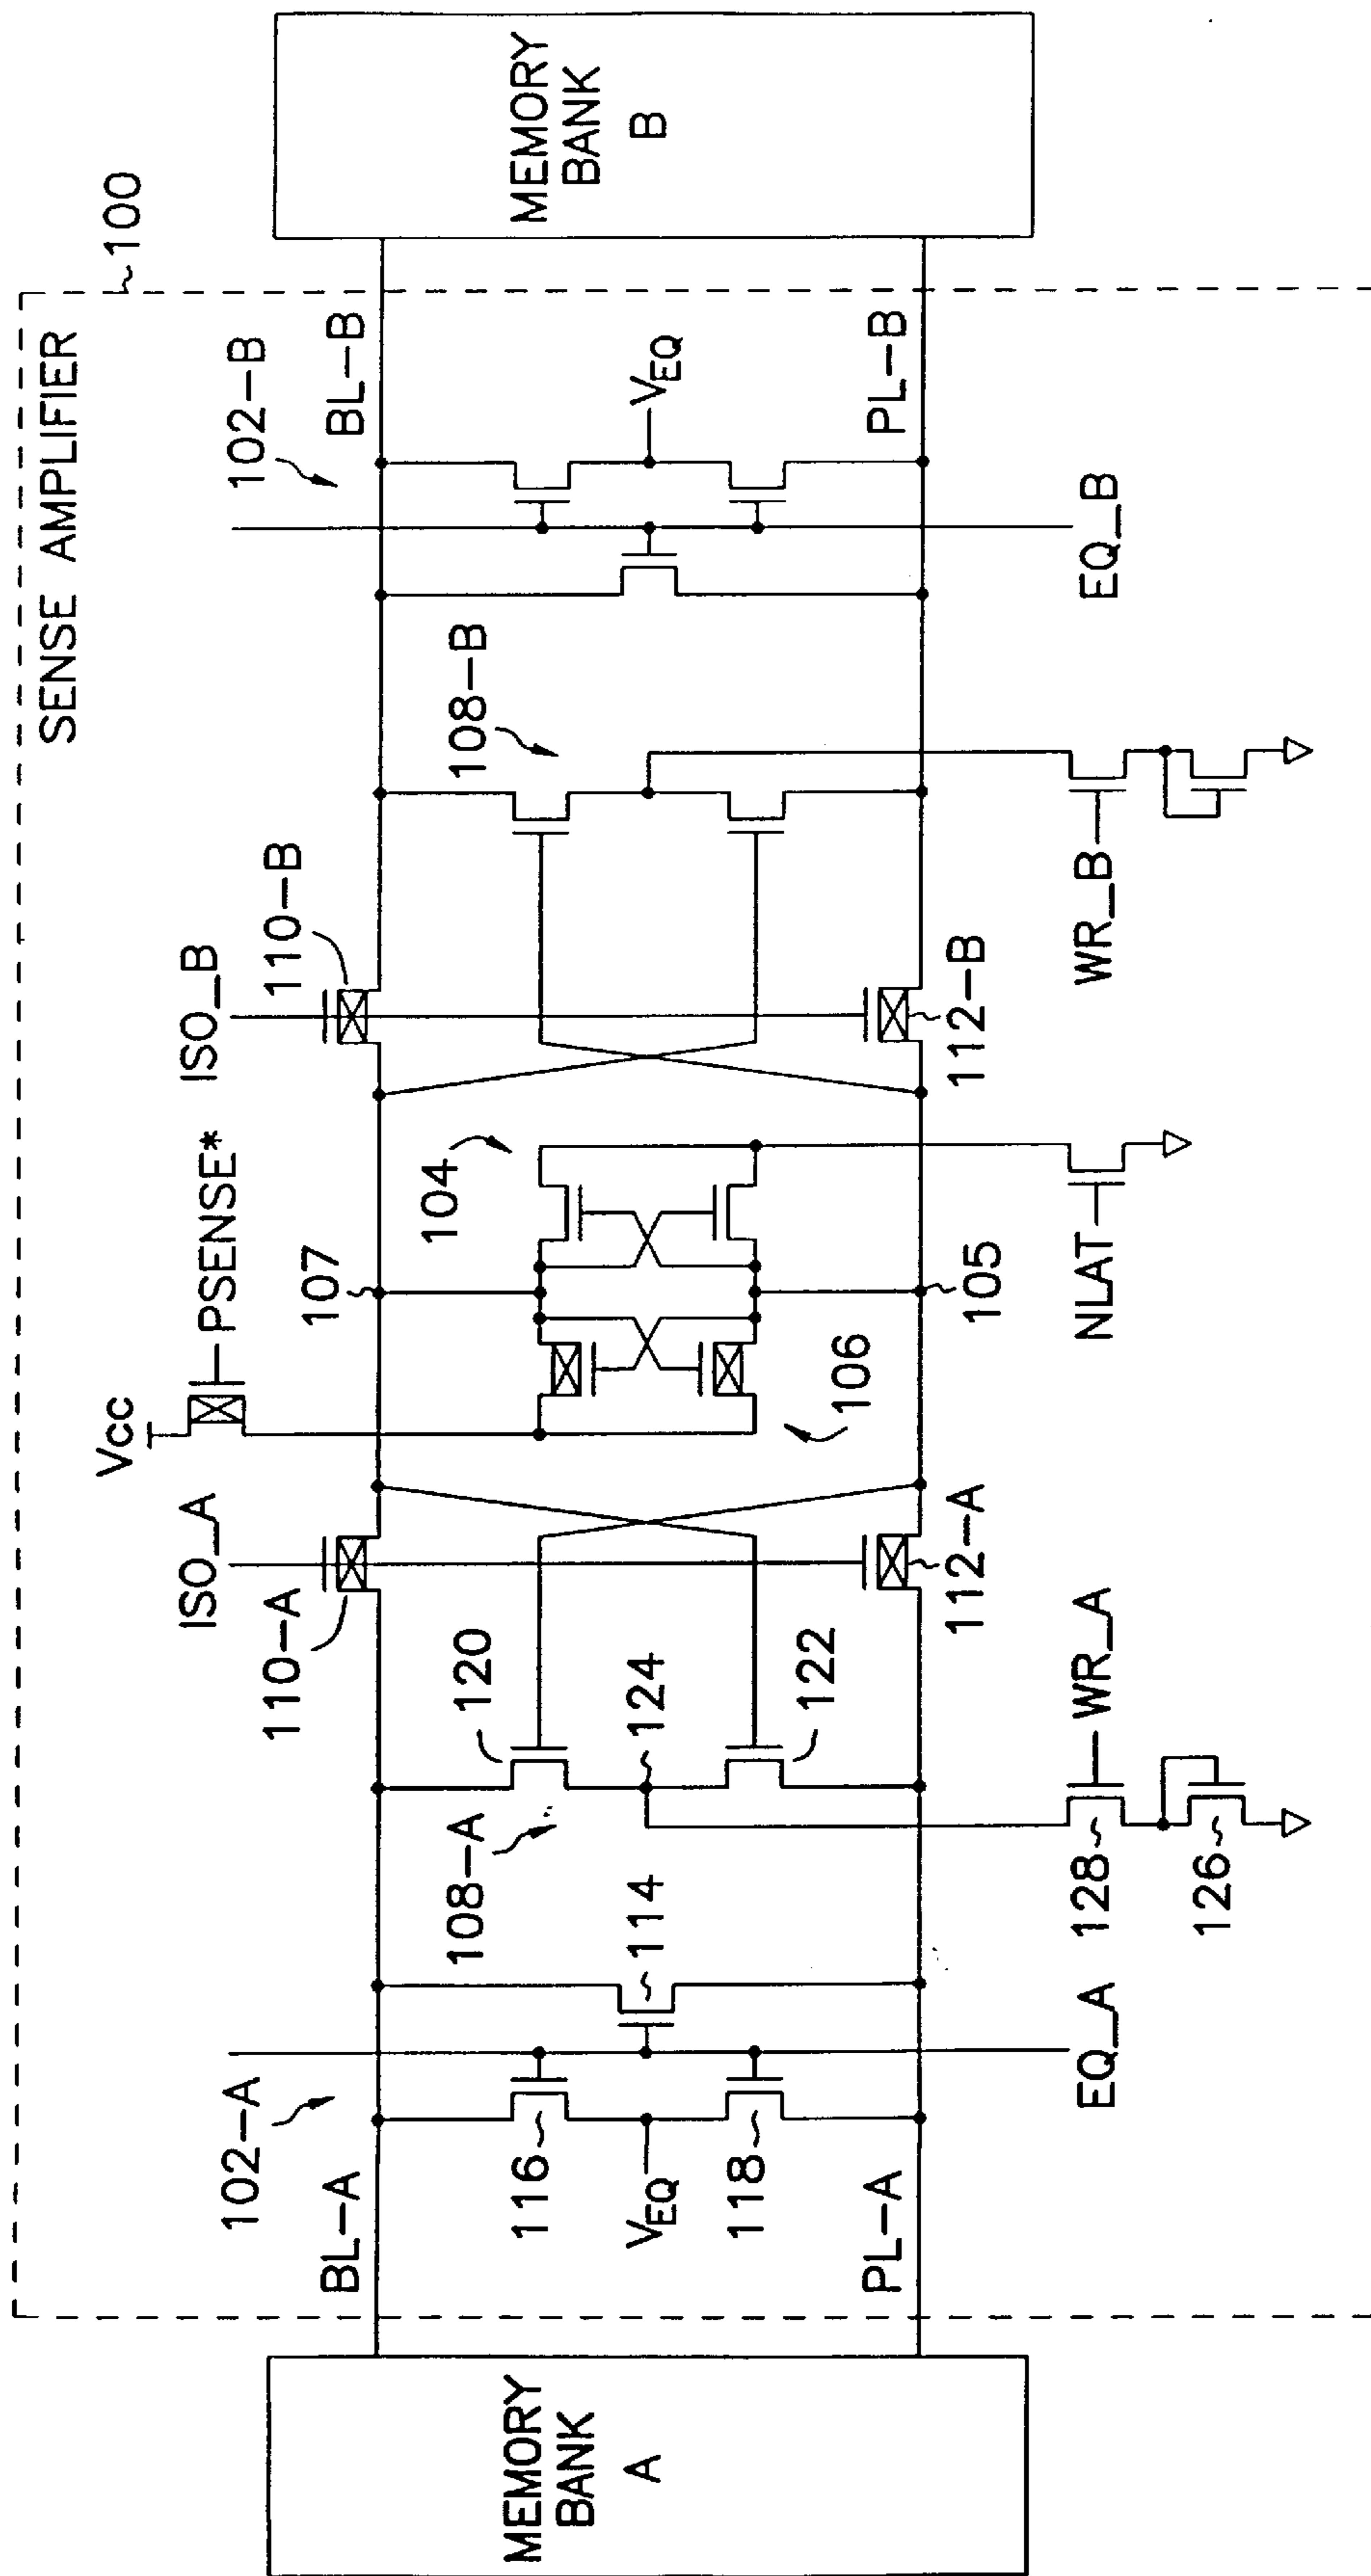 SENSE AMPLIFIER
100
Vcc
PSENSE*
ISO_A
ISO_B
102-A
110-A
107
110-B
102-B
BL-A
BL-B
108-A
120
104
108-B
MEMORY
BANK
A
116
114
124
MEMORY
BANK
B
VEQ
VEQ
118
122
106
PL-A
PL-B
112-A
105
112-B
EQ_A
128
WR_A
NLAT
WR_B
EQ_B
126